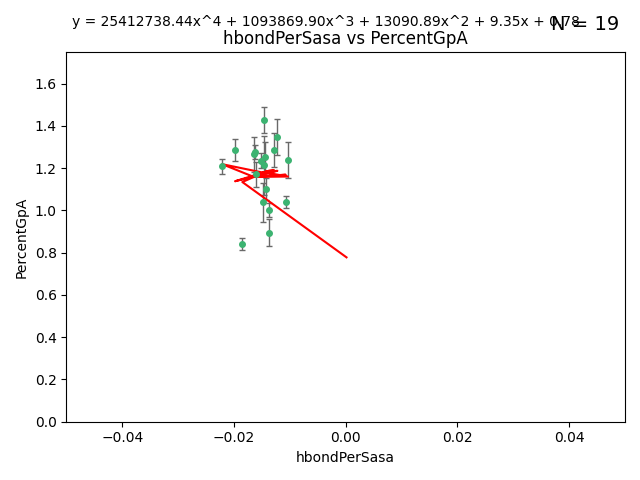 y = 25412738.44x^4 + 1093869.90x^3 + 13090.89x^2 + 9.35x + 0.78
N = 19
hbondPerSasa vs PercentGpA
1.6
1.4
1.2
1.0
0.8
0.6
0.4
0.2
0.0
PercentGpA
−0.04 −0.02 0.00 0.02 0.04
hbondPerSasa